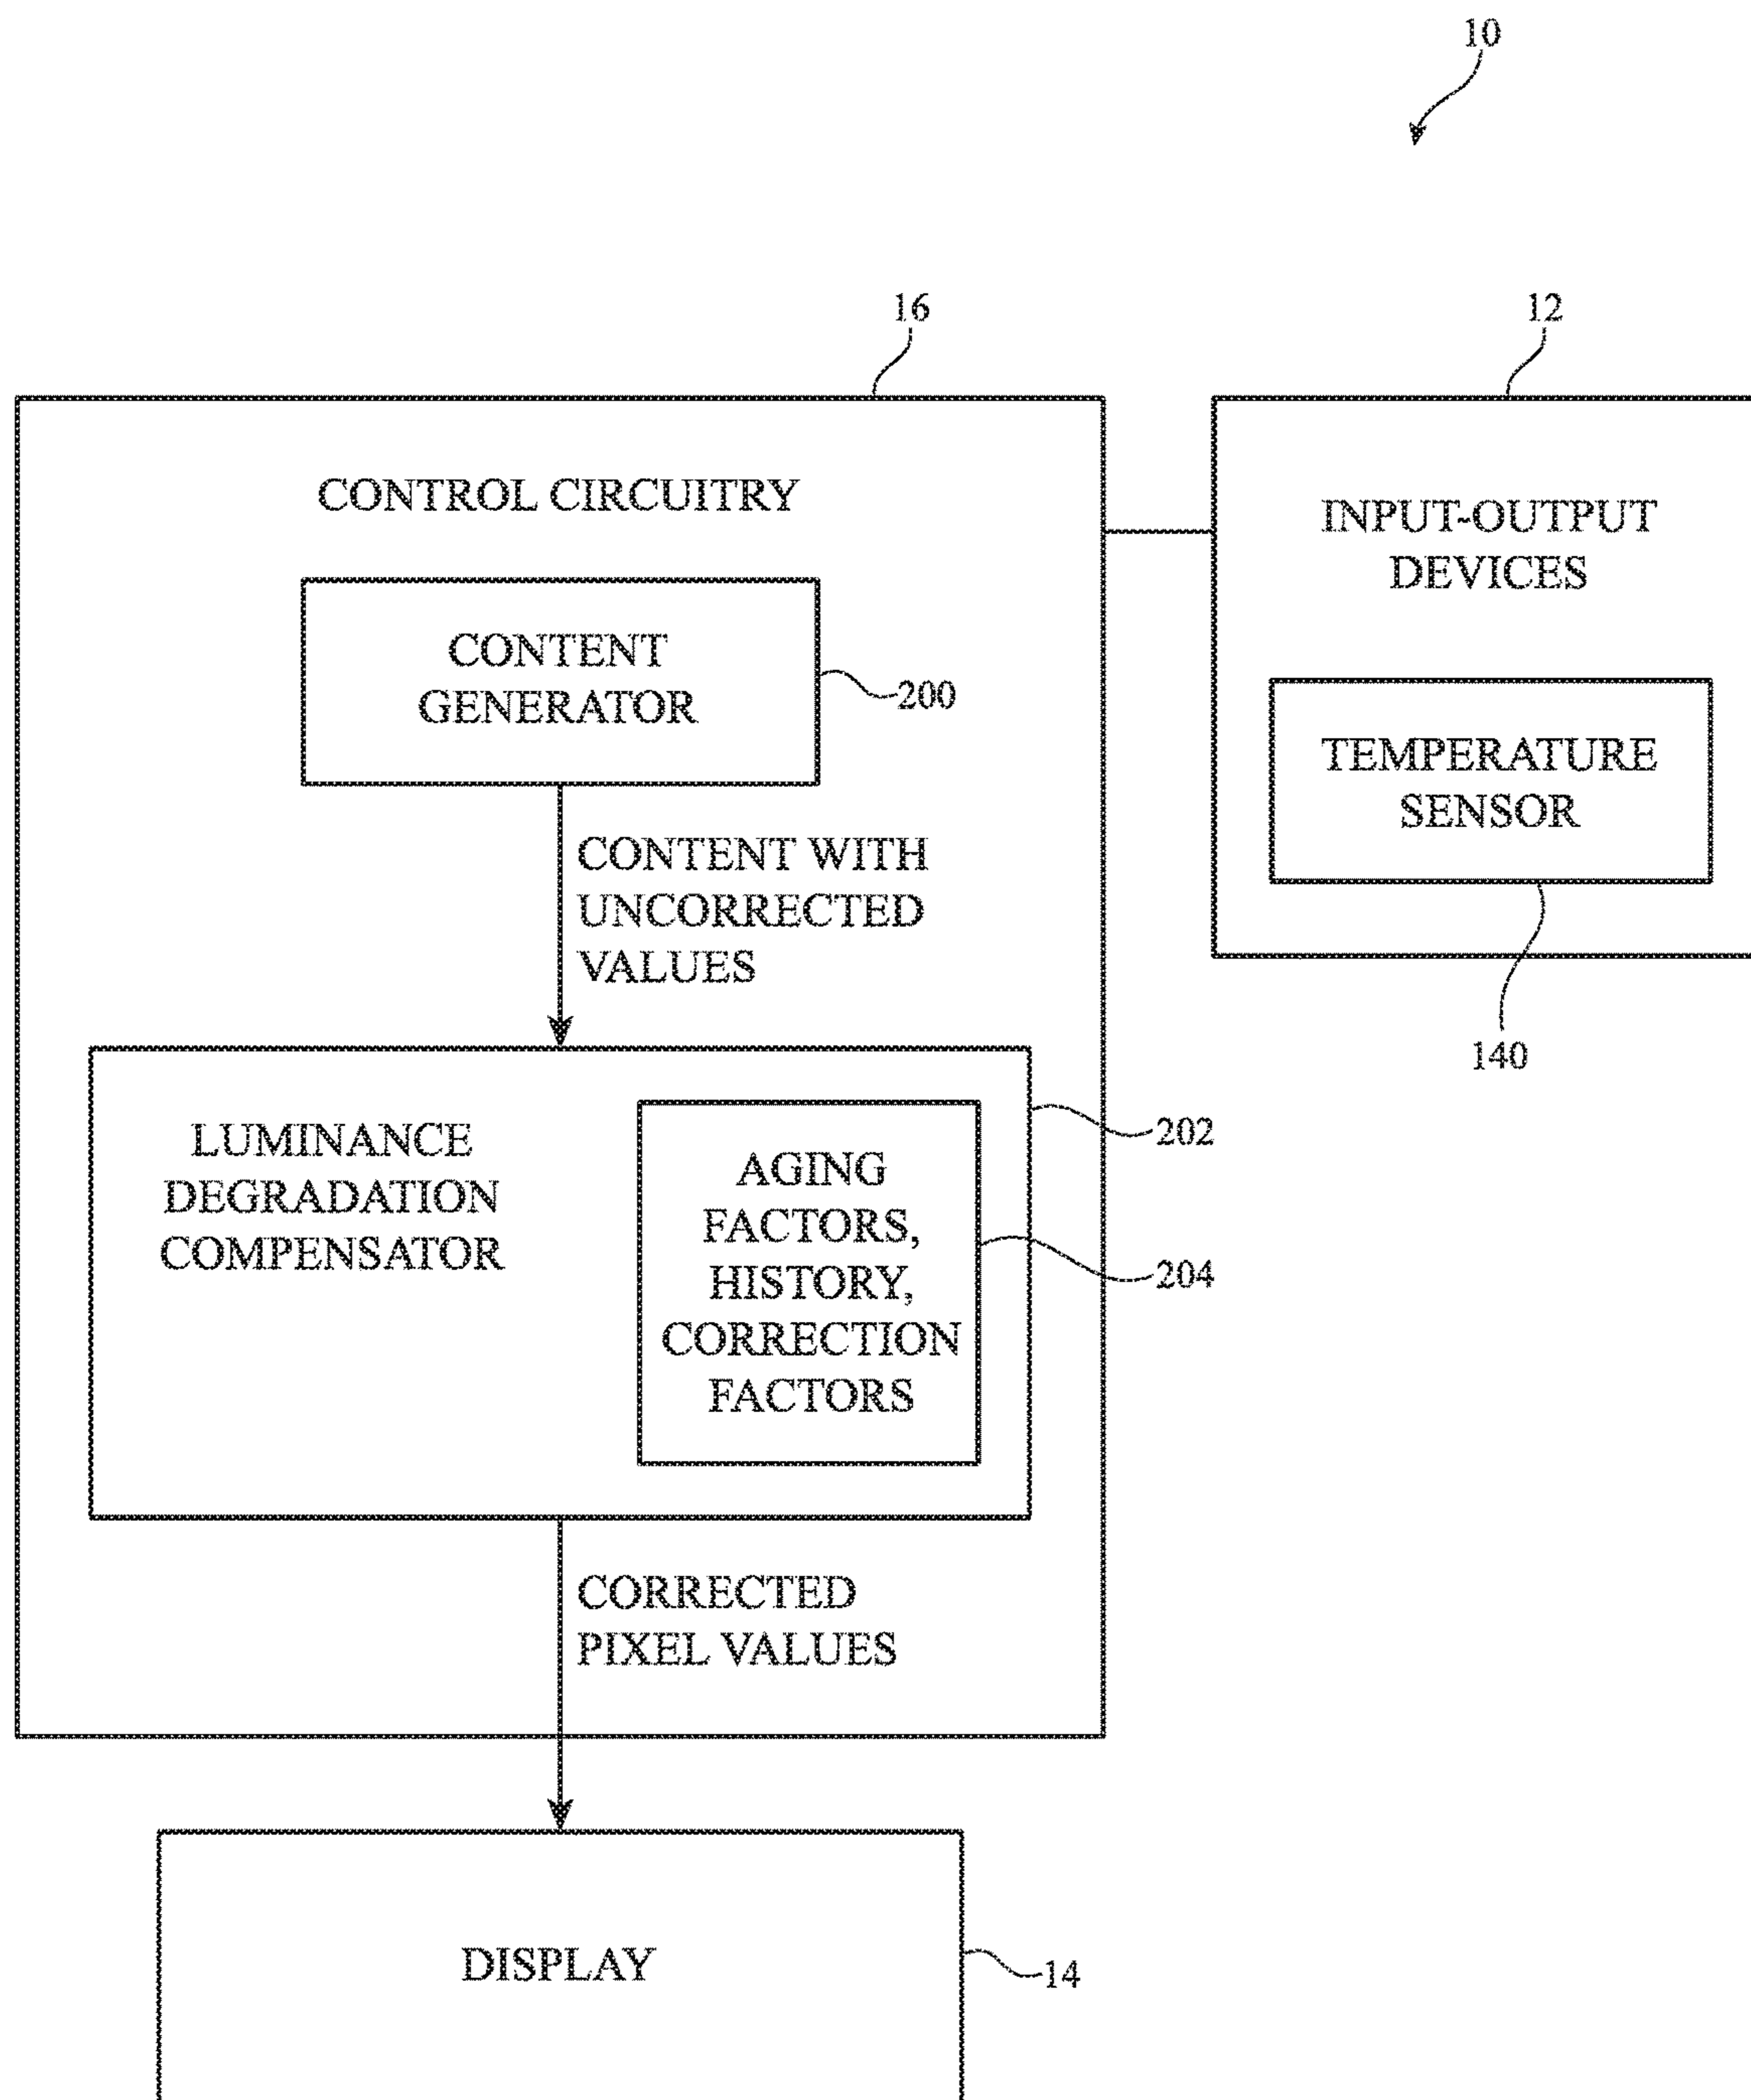 10
16
12
CONTROL CIRCUITRY
INPUT-OUTPUT
DEVICES
CONTENT
GENERATOR
200
TEMPERATURE
SENSOR
140
CONTENT WITH
UNCORRECTED
VALUES
LUMINANCE
DEGRADATION
COMPENSATOR
202
AGING
FACTORS,
HISTORY,
CORRECTION
FACTORS
204
CORRECTED
PIXEL VALUES
DISPLAY
14